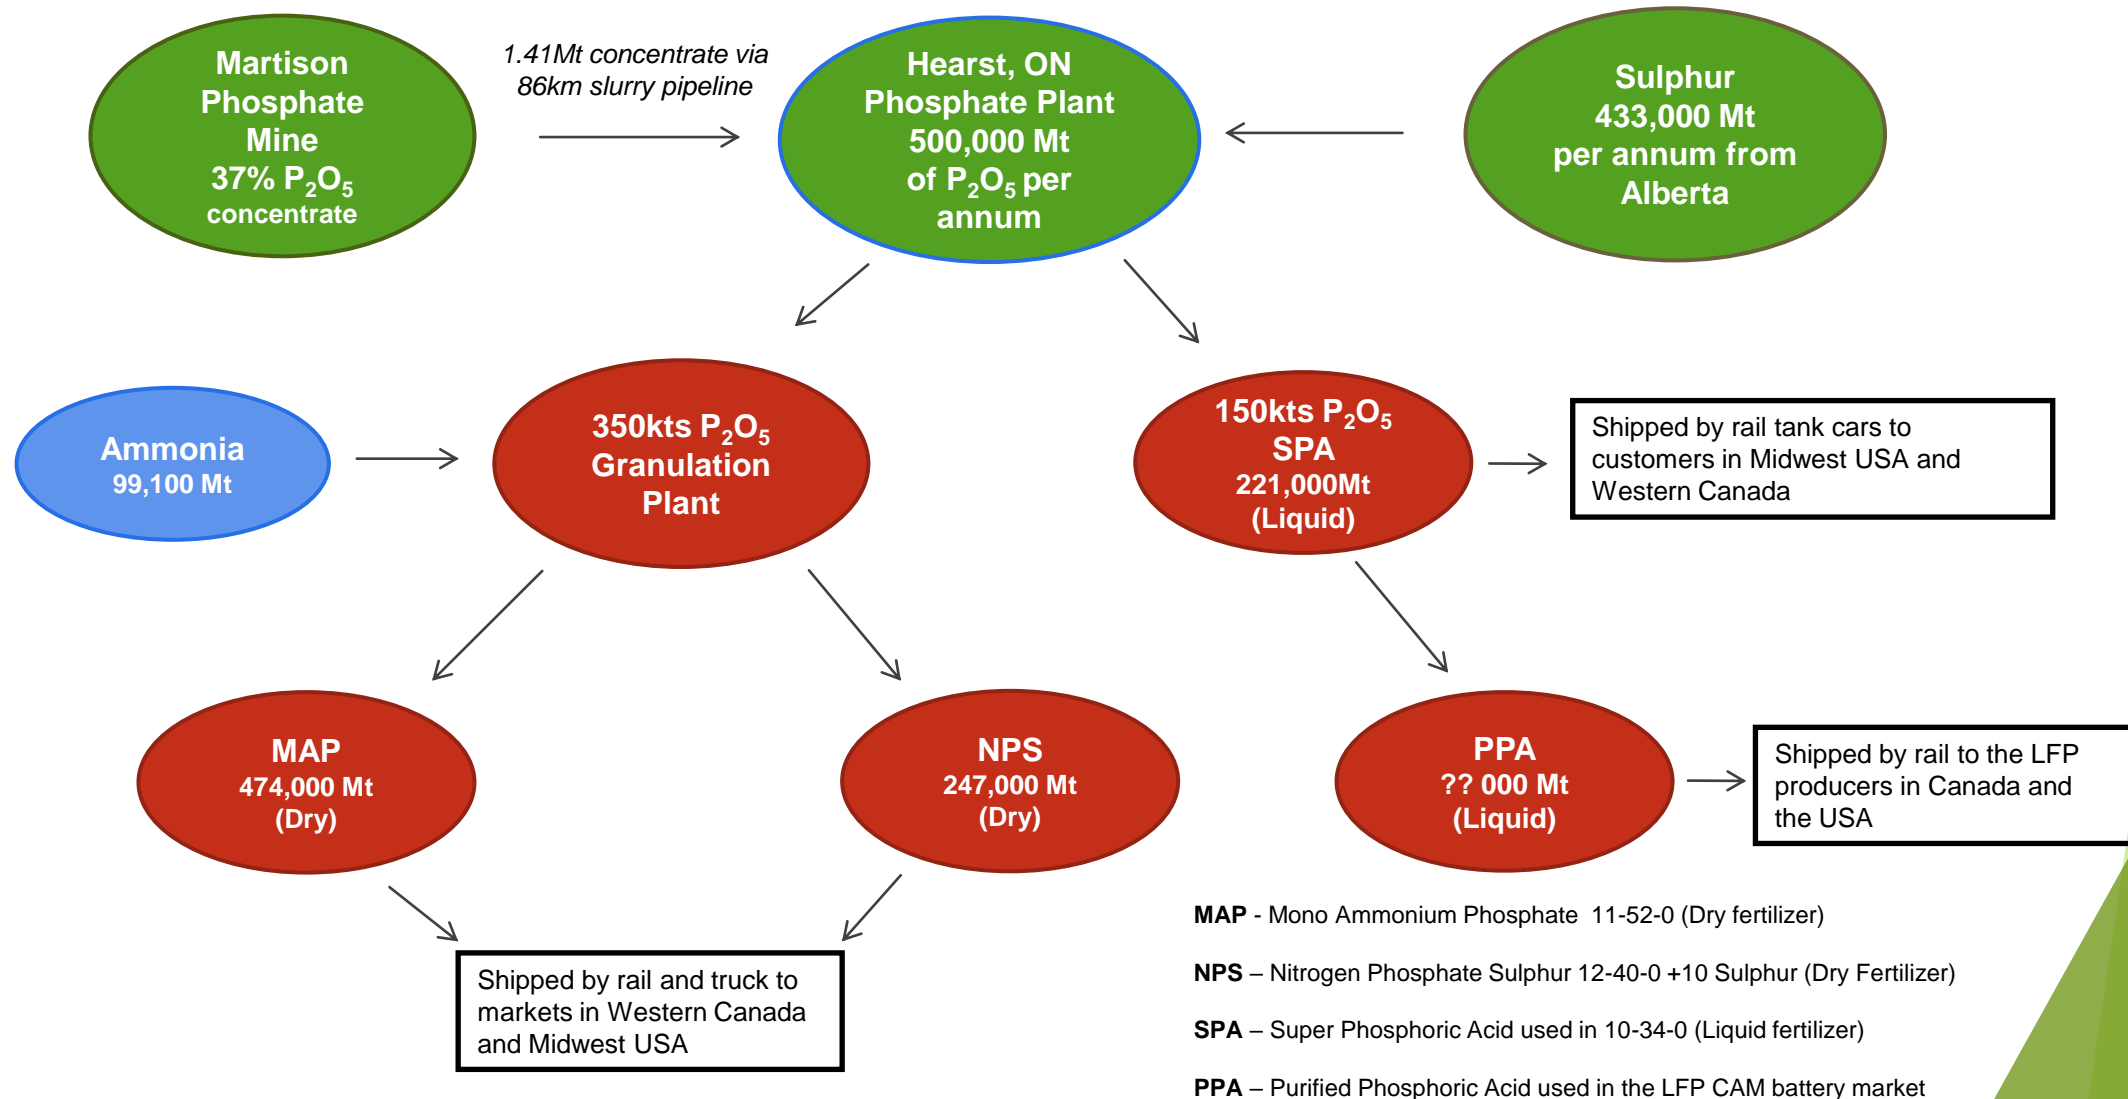 Martison
Phosphate
Mine
37% P₂O₅
concentrate
1.41Mt concentrate via
86km slurry pipeline
Hearst, ON
Phosphate Plant
500,000 Mt
of P₂O₅ per
annum
Sulphur
433,000 Mt
per annum from
Alberta
Ammonia
99,100 Mt
350kts P₂O₅
Granulation
Plant
150kts P₂O₅
SPA
221,000Mt
(Liquid)
Shipped by rail tank cars to
customers in Midwest USA and
Western Canada
MAP
474,000 Mt
(Dry)
NPS
247,000 Mt
(Dry)
PPA
?? 000 Mt
(Liquid)
Shipped by rail to the LFP
producers in Canada and
the USA
Shipped by rail and truck to
markets in Western Canada
and Midwest USA
MAP - Mono Ammonium Phosphate 11-52-0 (Dry fertilizer)
NPS – Nitrogen Phosphate Sulphur 12-40-0 +10 Sulphur (Dry Fertilizer)
SPA – Super Phosphoric Acid used in 10-34-0 (Liquid fertilizer)
PPA – Purified Phosphoric Acid used in the LFP CAM battery market